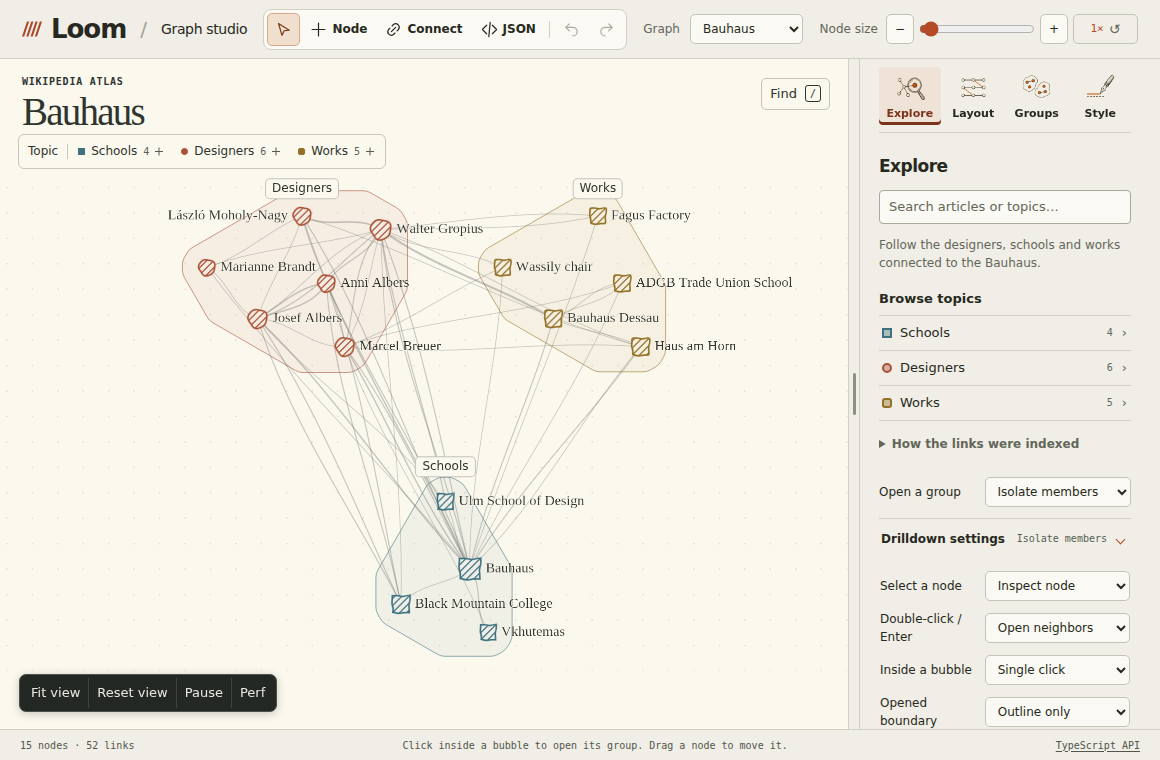 Loom / Graph studio
Node
Connect
JSON
Graph
Bauhaus
Node size
−
+
1× ↺
WIKIPEDIA ATLAS
Bauhaus
Find /
Topic
Schools 4 +
Designers 6 +
Works 5 +
Designers
Works
László Moholy-Nagy
Walter Gropius
Fagus Factory
Marianne Brandt
Wassily chair
Anni Albers
ADGB Trade Union School
Josef Albers
Bauhaus Dessau
Marcel Breuer
Haus am Horn
Schools
Ulm School of Design
Bauhaus
Black Mountain College
Vkhutemas
Fit view
Reset view
Pause
Perf
Explore
Layout
Groups
Style
Explore
Search articles or topics…
Follow the designers, schools and works
connected to the Bauhaus.
Browse topics
Schools 4 ›
Designers 6 ›
Works 5 ›
How the links were indexed
Open a group
Isolate members
Drilldown settings
Isolate members
Select a node
Inspect node
Double-click /
Enter
Open neighbors
Inside a bubble
Single click
Opened
boundary
Outline only
15 nodes · 52 links
Click inside a bubble to open its group. Drag a node to move it.
TypeScript API